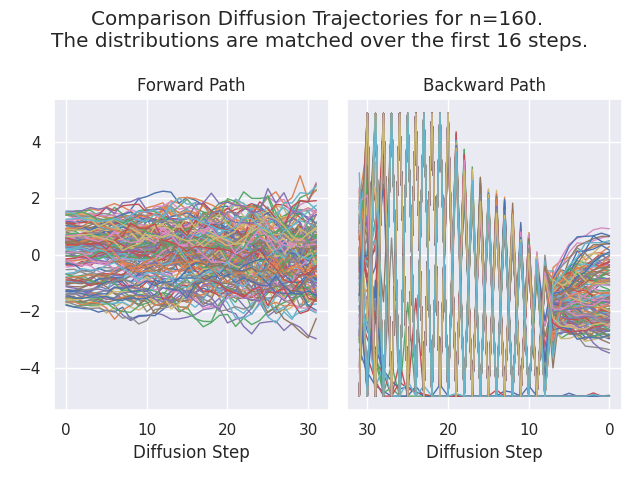 Comparison Diffusion Trajectories for n=160.
The distributions are matched over the first 16 steps.
Forward Path
Backward Path
4
2
0
−2
−4
0 10 20 30
30 20 10 0
Diffusion Step
Diffusion Step